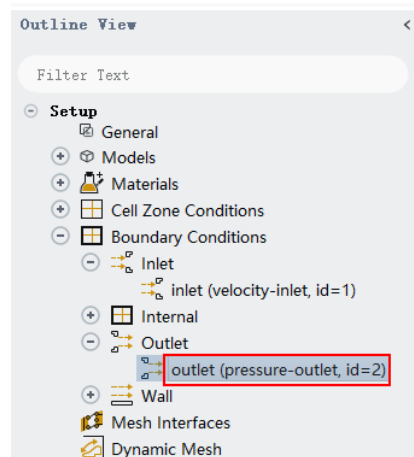 Outline View <
Filter Text
Setup
General
Models
Materials
Cell Zone Conditions
Boundary Conditions
Inlet
inlet (velocity-inlet, id=1)
Internal
Outlet
outlet (pressure-outlet, id=2)
Wall
Mesh Interfaces
Dynamic Mesh